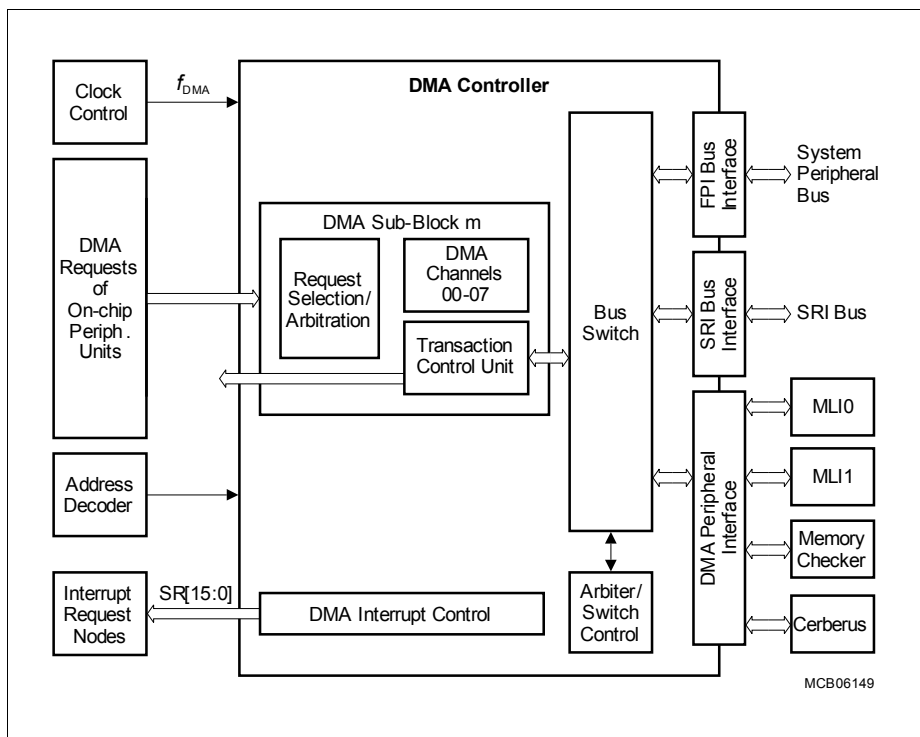 Clock
Control
fDMA
DMA Controller
DMA
Requests
of
On-chip
Periph .
Units
DMA Sub-Block m
Request
Selection/
Arbitration
DMA
Channels
00-07
Transaction
Control Unit
Bus
Switch
FPI Bus
Interface
System
Peripheral
Bus
SRI Bus
Interface
SRI Bus
DMA Peripheral
Interface
MLI0
MLI1
Memory
Checker
Cerberus
Address
Decoder
Interrupt
Request
Nodes
SR[15:0]
DMA Interrupt Control
Arbiter/
Switch
Control
MCB06149